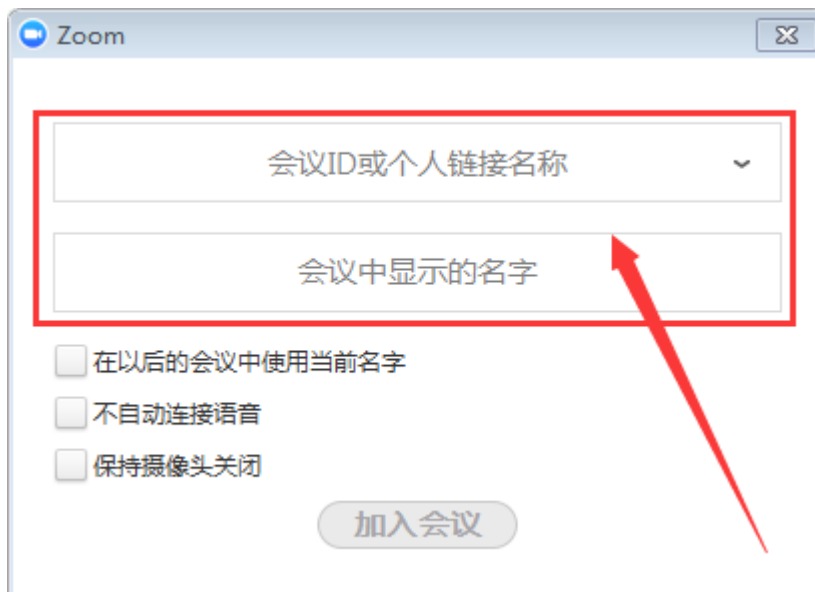 Zoom
会议ID或个人链接名称
会议中显示的名字
在以后的会议中使用当前名字
不自动连接语音
保持摄像头关闭
加入会议